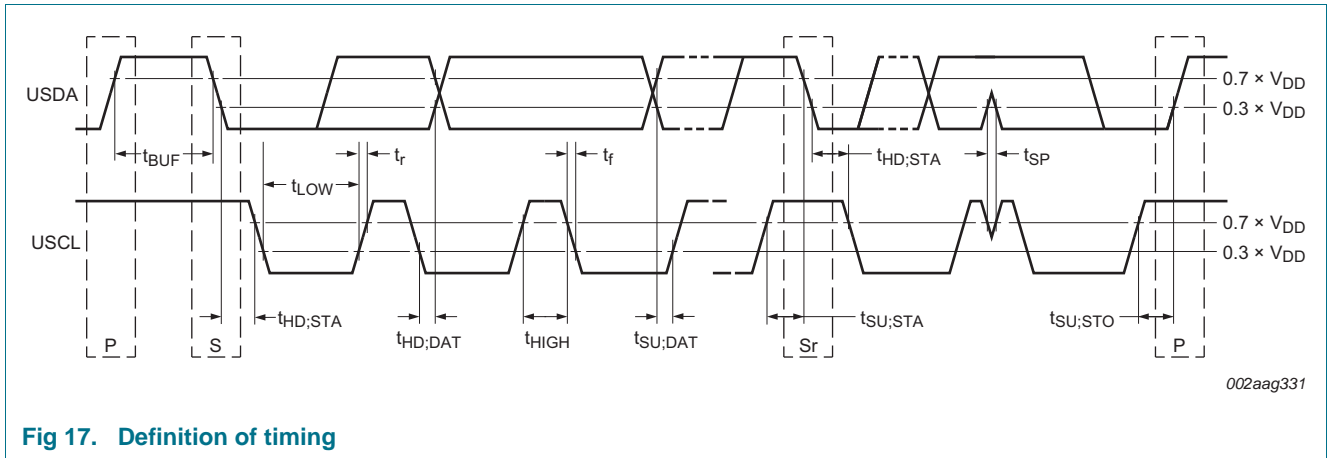 USDA
0.7 × VDD
0.3 × VDD
tBUF
tLOW
tr
tf
tHD;STA
tSP
USCL
0.7 × VDD
0.3 × VDD
tHD;STA
tHD;DAT
tHIGH
tSU;DAT
tSU;STA
tSU;STO
P
S
Sr
P
002aag331
Fig 17. Definition of timing